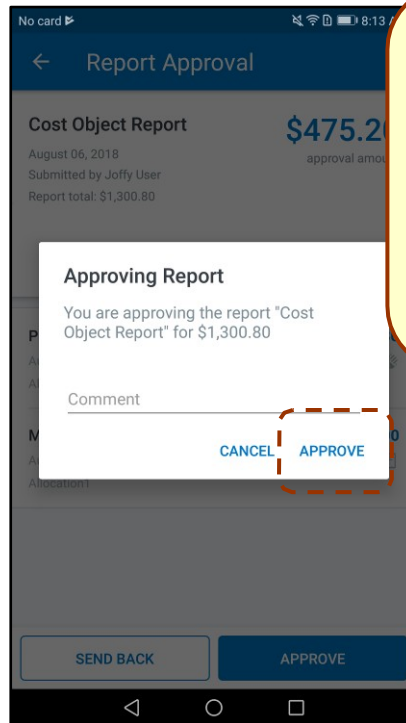 No card 8:13
Report Approval
Cost Object Report
$475.20
August 06, 2018
approval
Submitted by Joffy User
Report total: $1,300.80
Approving Report
You are approving the report "Cost
Object Report" for $1,300.80
Comment
CANCEL APPROVE
Allocation1
SEND BACK APPROVE